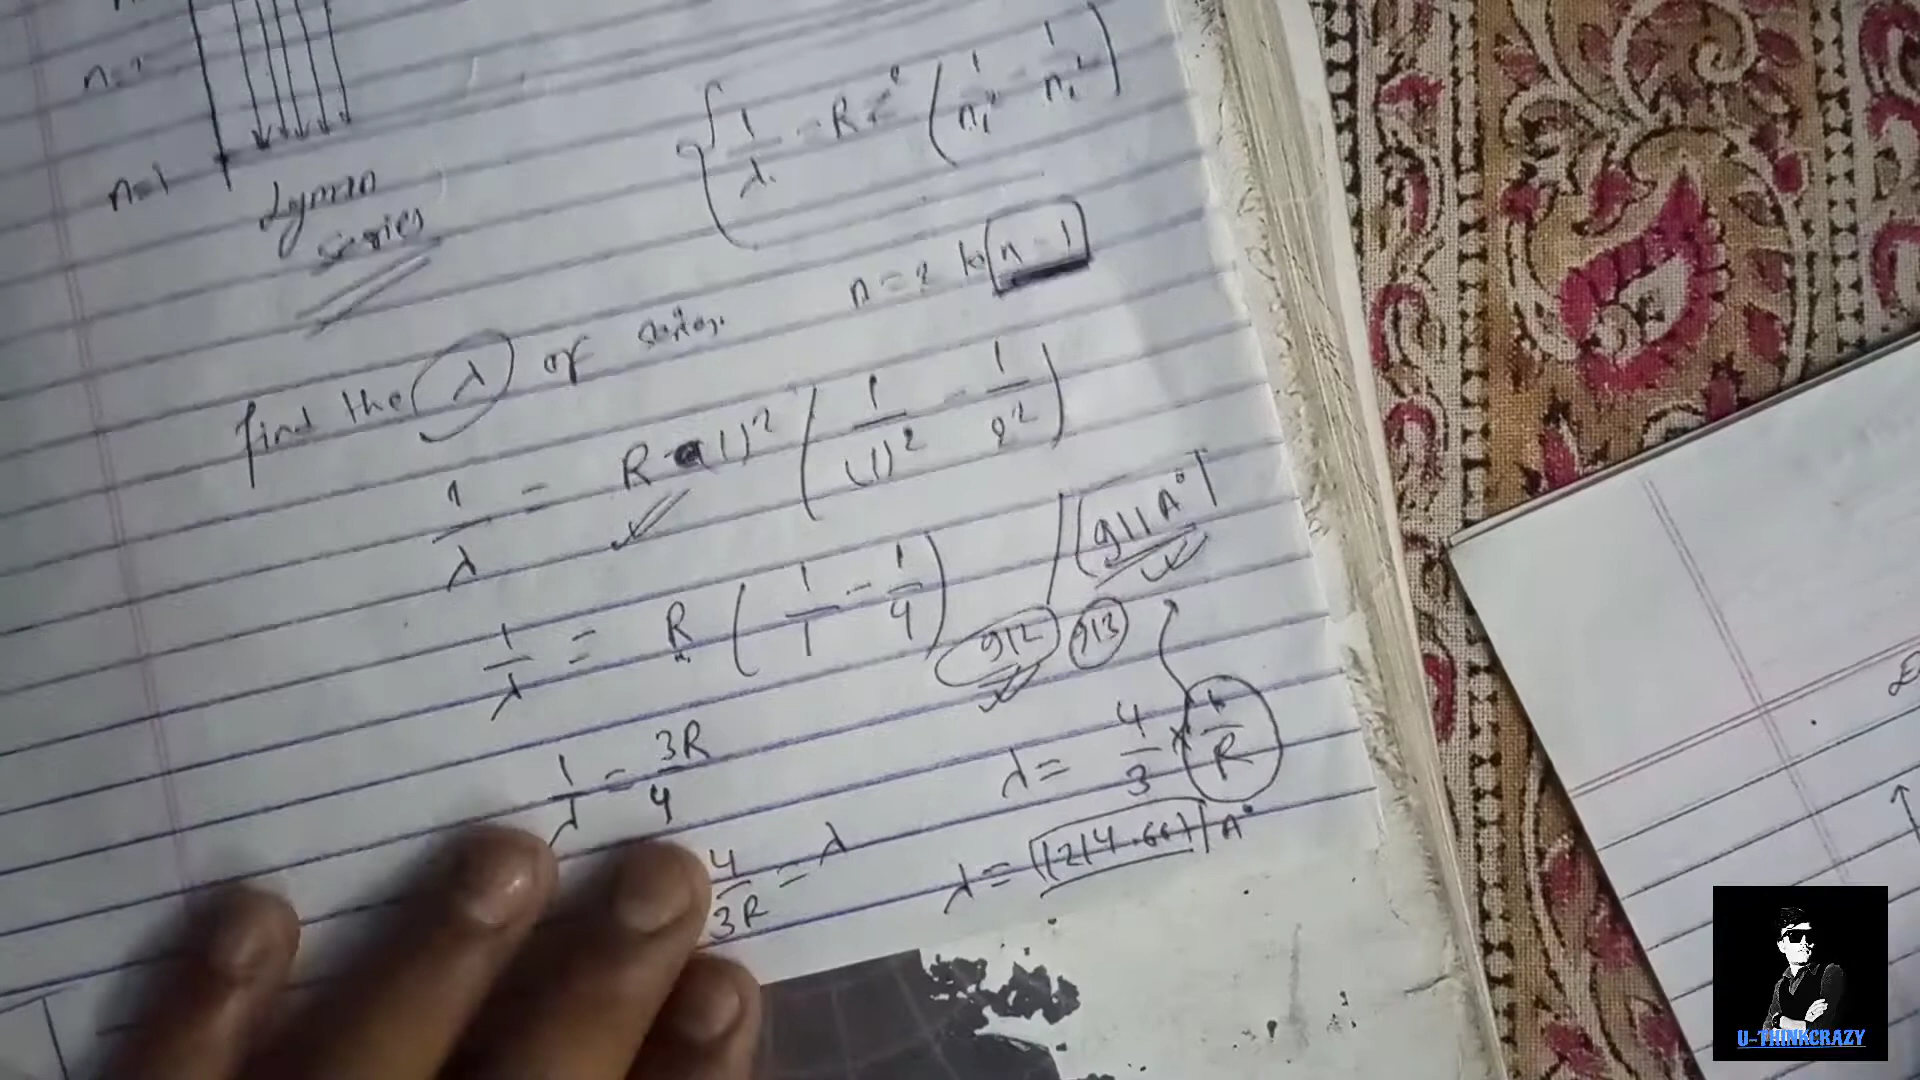 n=1
Lyman
series
1/λ = RZ² (1/n₁² - 1/n₂²)
n=2 to n=1
find the λ of series.
1/λ = R (1)² (1/(1)² - 1/2²)
1/λ = R (1/1 - 1/4)
911 A°
912 913
1/λ = 3R/4
λ = 4/3 × 1/R
4/3R = λ
λ = 1214.66 A°
U-THINKCRAZY